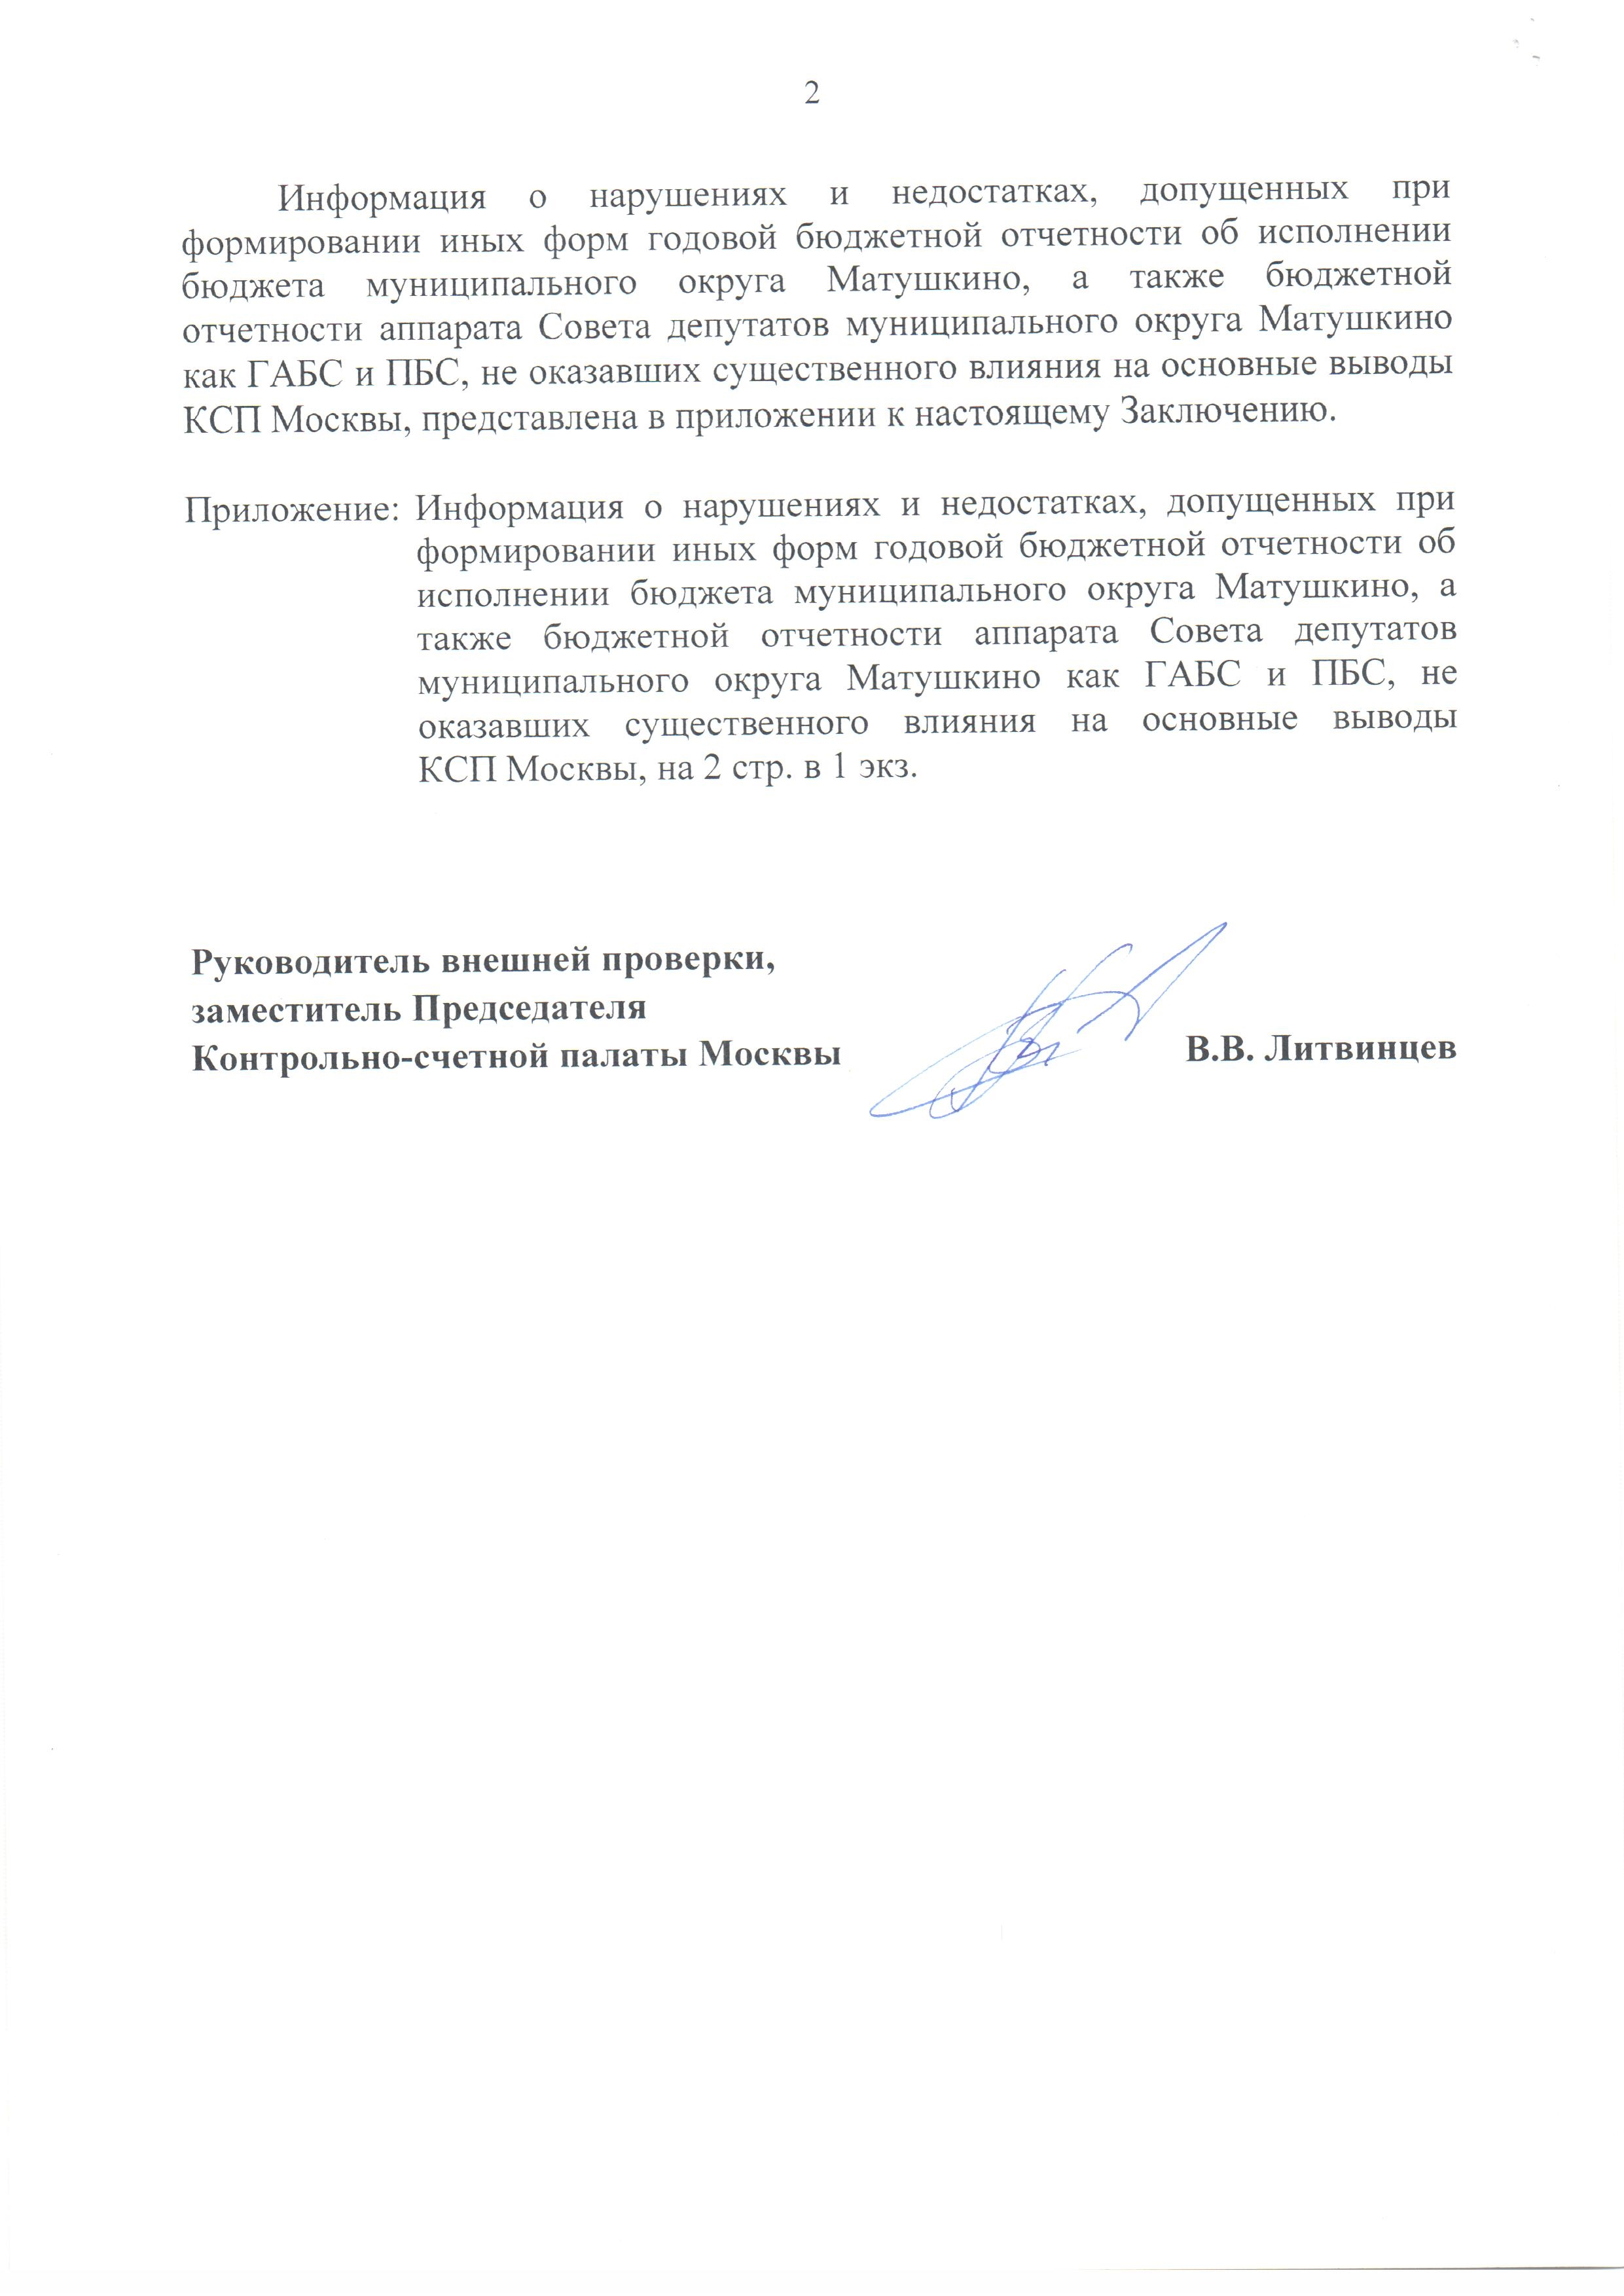 2
Информация о нарушениях и недостатках, допущенных при
формировании иных форм годовой бюджетной отчетности об исполнении
бюджета муниципального округа Матушкино, а также бюджетной
отчетности аппарата Совета депутатов муниципального округа Матушкино
как ГАБС и ПБС, не оказавших существенного влияния на основные выводы
КСП Москвы, представлена в приложении к настоящему Заключению.
Приложение: Информация о нарушениях и недостатках, допущенных при
формировании иных форм годовой бюджетной отчетности об
исполнении бюджета муниципального округа Матушкино, а
также бюджетной отчетности аппарата Совета депутатов
муниципального округа Матушкино как ГАБС и ПБС, не
оказавших существенного влияния на основные выводы
КСП Москвы, на 2 стр. в 1 экз.
Руководитель внешней проверки,
заместитель Председателя
Контрольно-счетной палаты Москвы В.В. Литвинцев